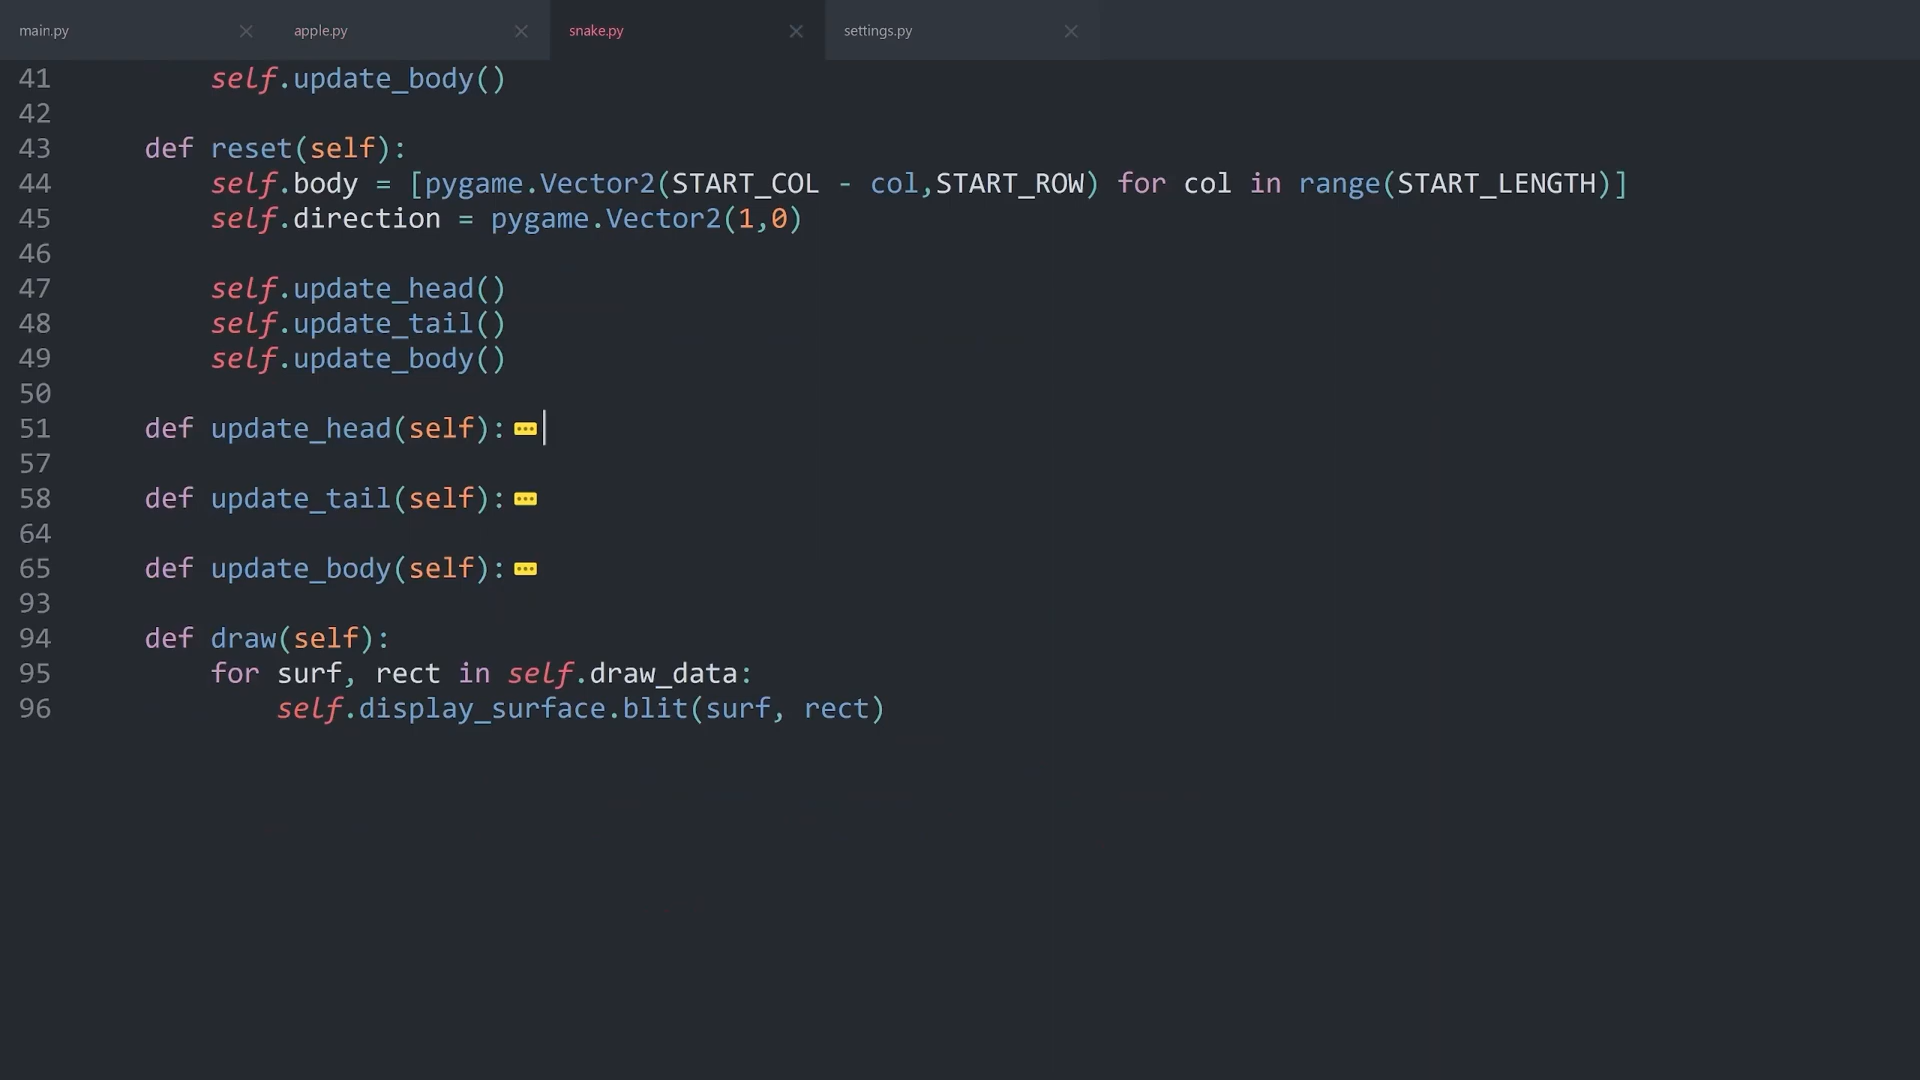 main.py apple.py snake.py settings.py
41 self.update_body()
42
43 def reset(self):
44 self.body = [pygame.Vector2(START_COL - col,START_ROW) for col in range(START_LENGTH)]
45 self.direction = pygame.Vector2(1,0)
46
47 self.update_head()
48 self.update_tail()
49 self.update_body()
50
51 def update_head(self):
57
58 def update_tail(self):
64
65 def update_body(self):
93
94 def draw(self):
95 for surf, rect in self.draw_data:
96 self.display_surface.blit(surf, rect)